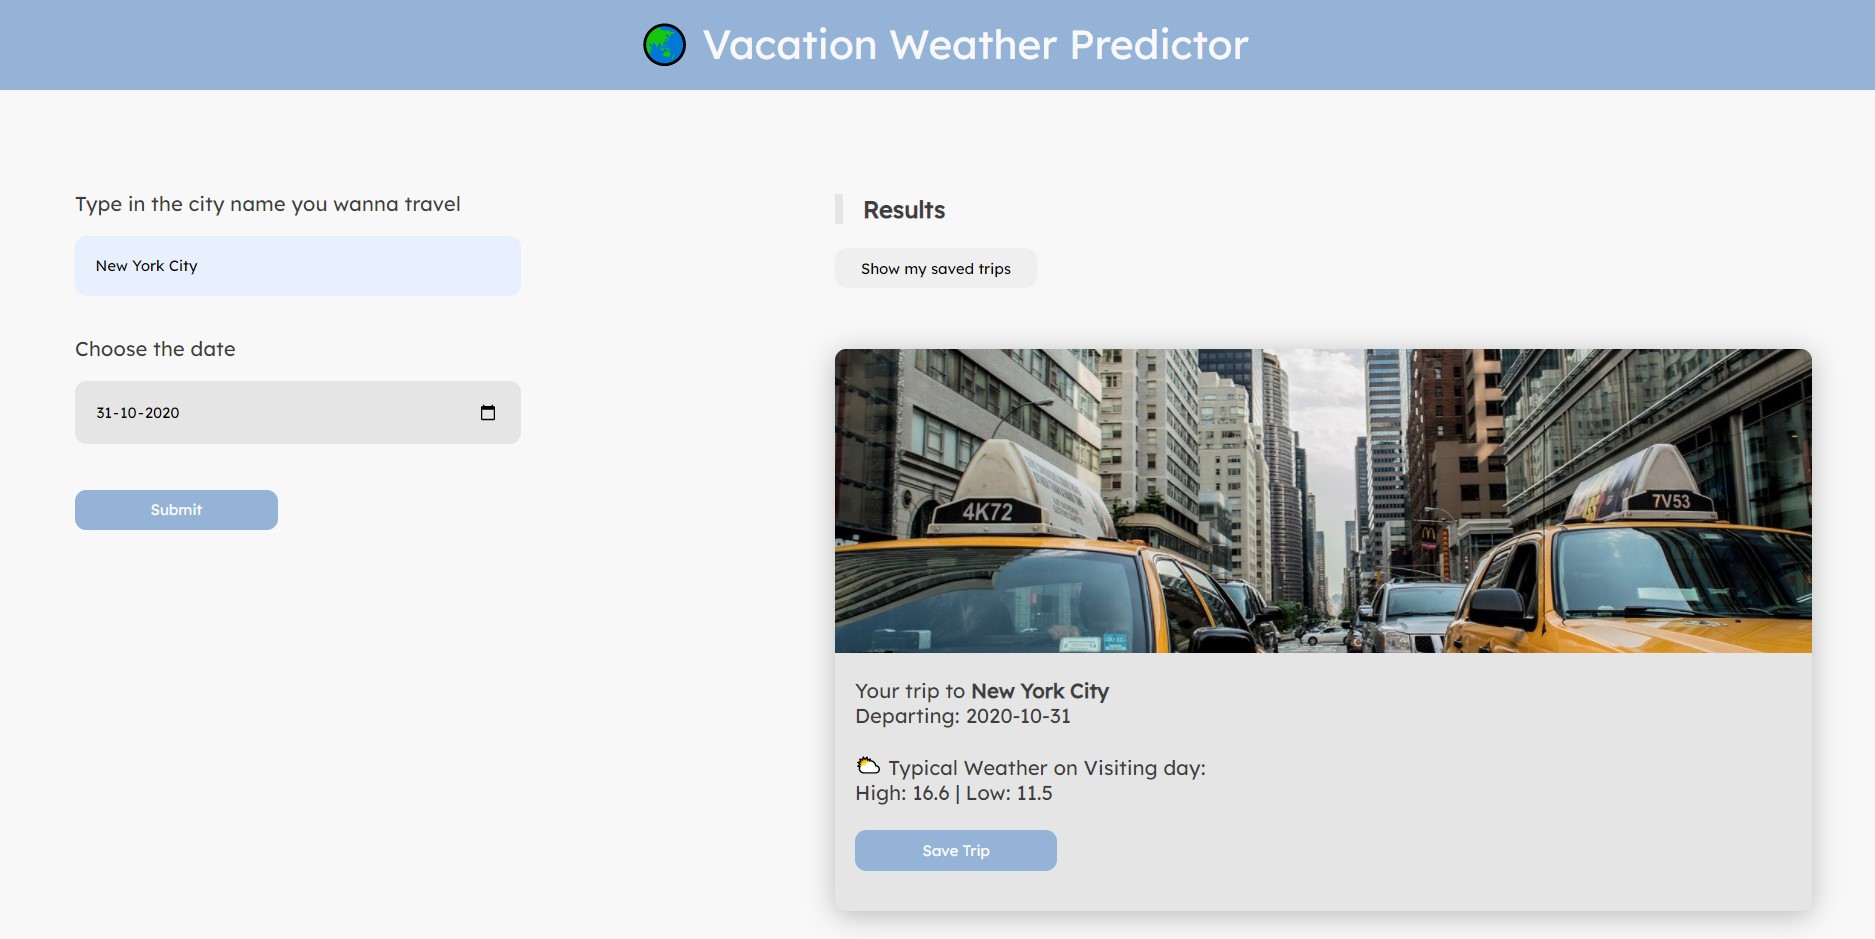 Vacation Weather Predictor
Type in the city name you wanna travel
New York City
Choose the date
31-10-2020
Submit
Results
Show my saved trips
4K72
7V53
Your trip to New York City
Departing: 2020-10-31
Typical Weather on Visiting day:
High: 16.6 | Low: 11.5
Save Trip